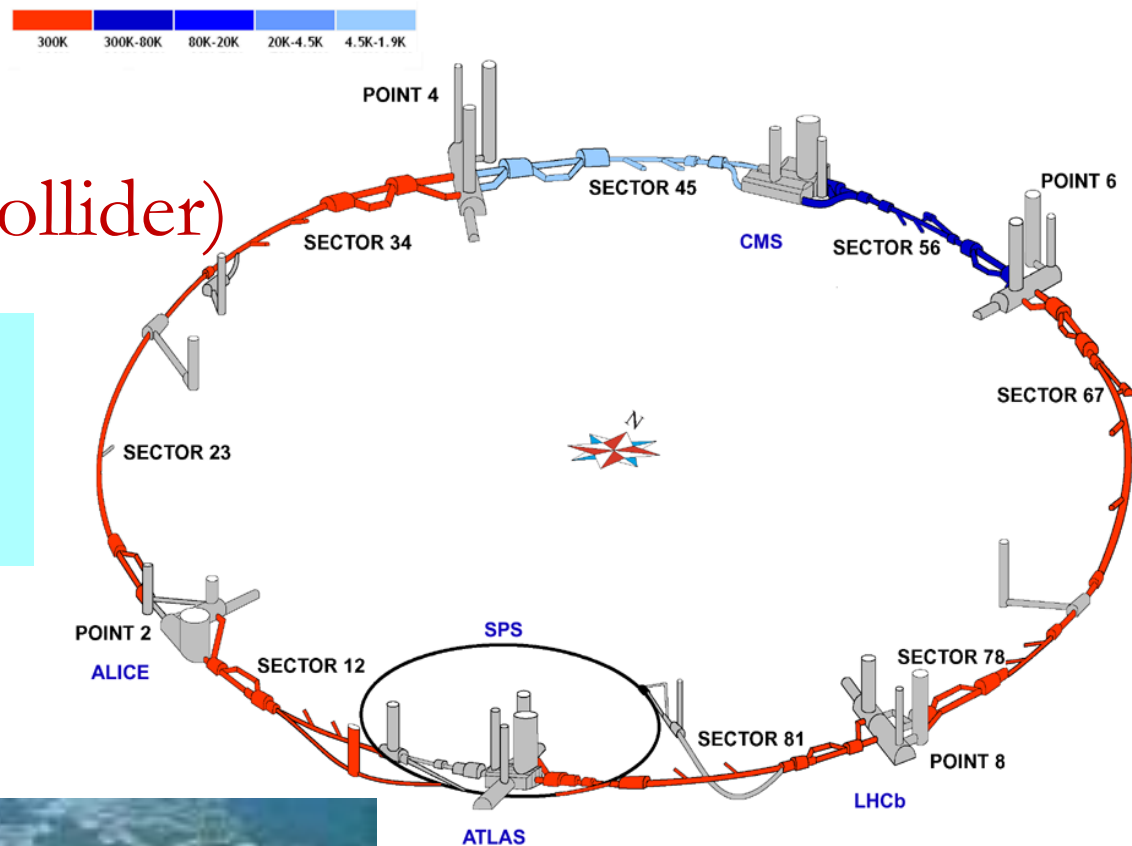 300K 300K-80K 80K-20K 20K-4.5K 4.5K-1.9K
POINT 4
ollider)
SECTOR 45
POINT 6
SECTOR 34
CMS
SECTOR 56
SECTOR 67
N
SECTOR 23
POINT 2
SPS
ALICE
SECTOR 12
SECTOR 78
SECTOR 81
POINT 8
LHCb
ATLAS